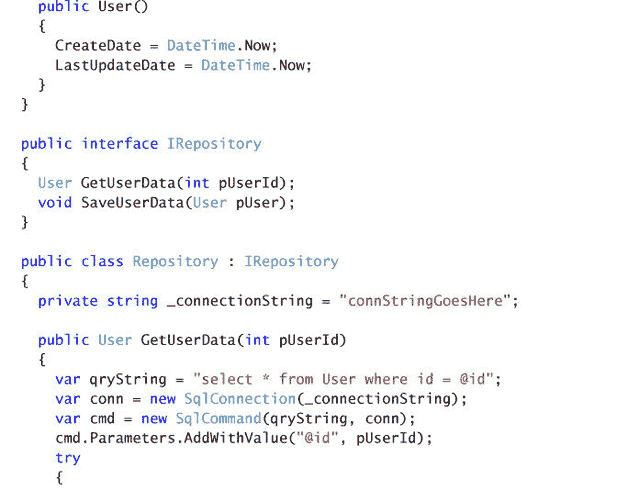 public User()
{
CreateDate = DateTime.Now;
LastUpdateDate = DateTime.Now;
}
}
public interface IRepository
{
User GetUserData(int pUserId);
void SaveUserData(User pUser);
}
public class Repository : IRepository
{
private string _connectionString = "connStringGoesHere";
public User GetUserData(int pUserId)
{
var qryString = "select * from User where id = @id";
var conn = new SqlConnection(_connectionString);
var cmd = new SqlCommand(qryString, conn);
cmd.Parameters.AddWithValue("@id", pUserId);
try
{